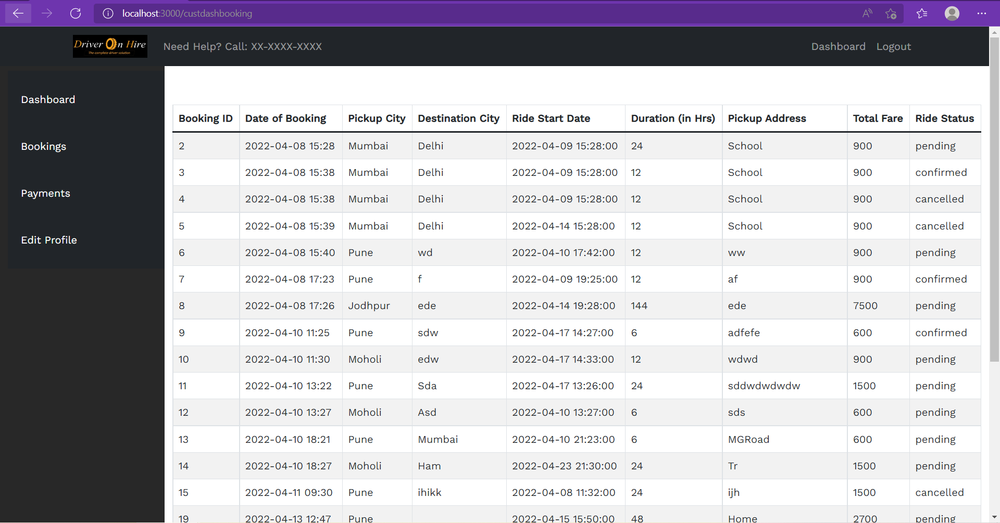 localhost:3000/custdashbooking
Driver On Hire
The complete driver solution
Need Help? Call: XX-XXXX-XXXX
Dashboard Logout
Dashboard
Bookings
Payments
Edit Profile
Booking ID Date of Booking Pickup City Destination City Ride Start Date Duration (in Hrs) Pickup Address Total Fare Ride Status
2 2022-04-08 15:28 Mumbai Delhi 2022-04-09 15:28:00 24 School 900 pending
3 2022-04-08 15:38 Mumbai Delhi 2022-04-09 15:28:00 12 School 900 confirmed
4 2022-04-08 15:38 Mumbai Delhi 2022-04-09 15:28:00 12 School 900 cancelled
5 2022-04-08 15:39 Mumbai Delhi 2022-04-14 15:28:00 12 School 900 cancelled
6 2022-04-08 15:40 Pune wd 2022-04-10 17:42:00 12 ww 900 pending
7 2022-04-08 17:23 Pune f 2022-04-09 19:25:00 12 af 900 confirmed
8 2022-04-08 17:26 Jodhpur ede 2022-04-14 19:28:00 144 ede 7500 pending
9 2022-04-10 11:25 Pune sdw 2022-04-17 14:27:00 6 adfefe 600 confirmed
10 2022-04-10 11:30 Moholi edw 2022-04-17 14:33:00 12 wdwd 900 pending
11 2022-04-10 13:22 Pune Sda 2022-04-17 13:26:00 24 sddwdwdwdw 1500 pending
12 2022-04-10 13:27 Moholi Asd 2022-04-10 13:27:00 6 sds 600 pending
13 2022-04-10 18:21 Pune Mumbai 2022-04-10 21:23:00 6 MGRoad 600 pending
14 2022-04-10 18:27 Moholi Ham 2022-04-23 21:30:00 24 Tr 1500 pending
15 2022-04-11 09:30 Pune ihikk 2022-04-08 11:32:00 24 ijh 1500 cancelled
19 2022-04-13 12:47 Pune 2022-04-15 15:50:00 48 Home 2700 pending